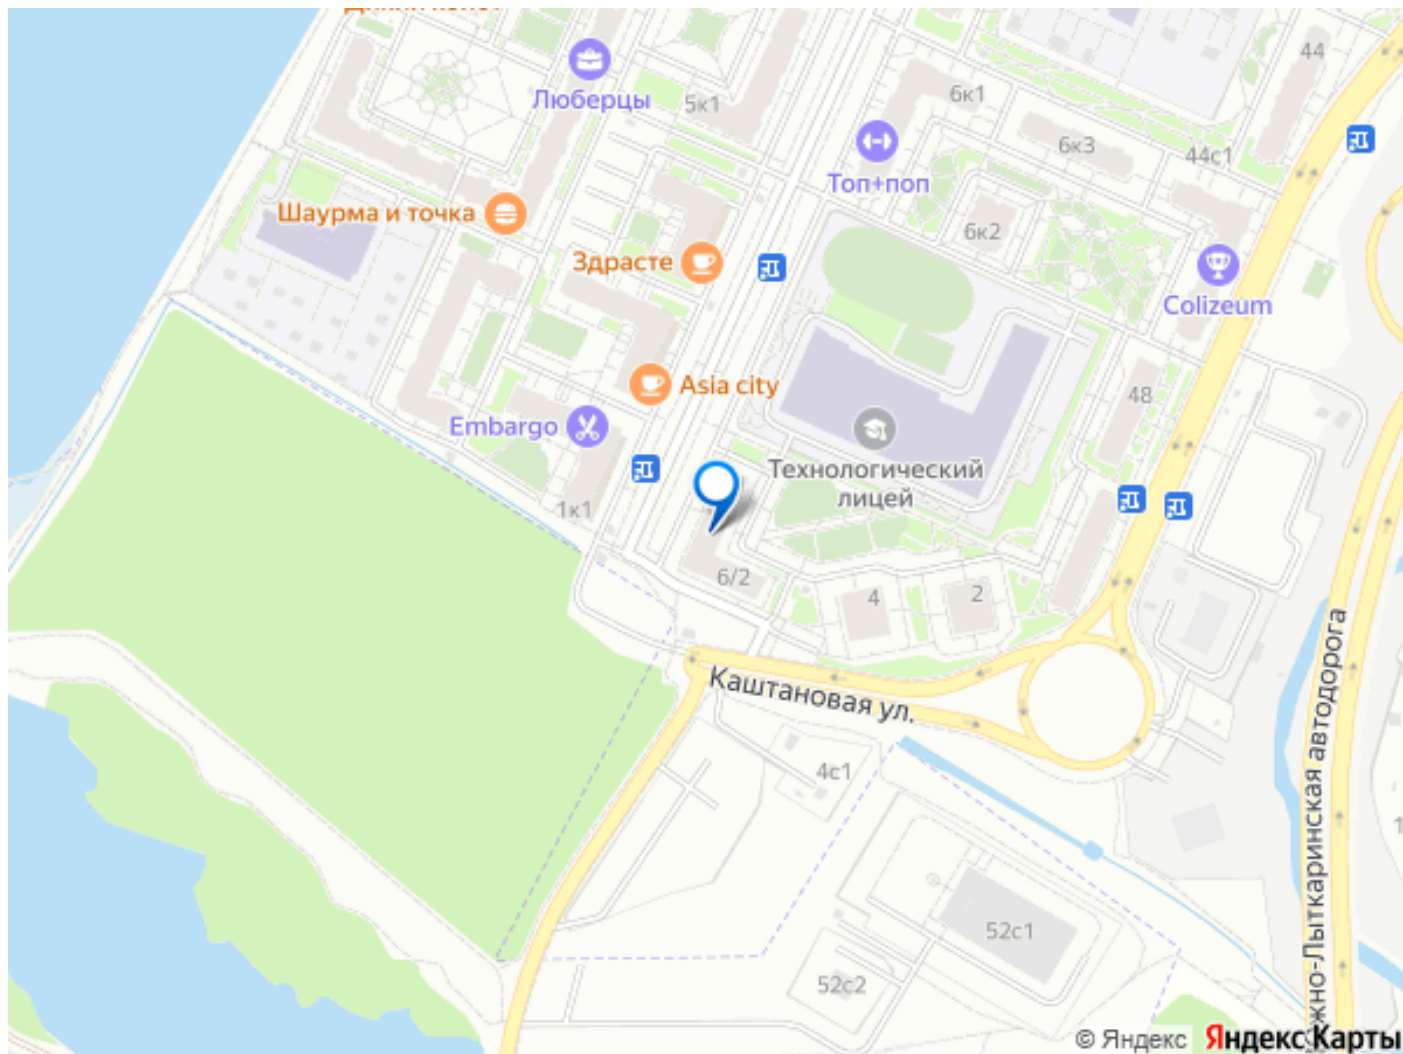 44
Люберцы
5к1
6к1
6к3
44с1
Топ+поп
Шаурма и точка
6к2
Здрасте
Colizeum
Asia city
48
Embargo
Технологический
лицей
1к1
6/2
4
2
Каштановая ул.
4с1
52с1
52с2
жно-Лыткаринская автодорога
© Яндекс Яндекс Карты